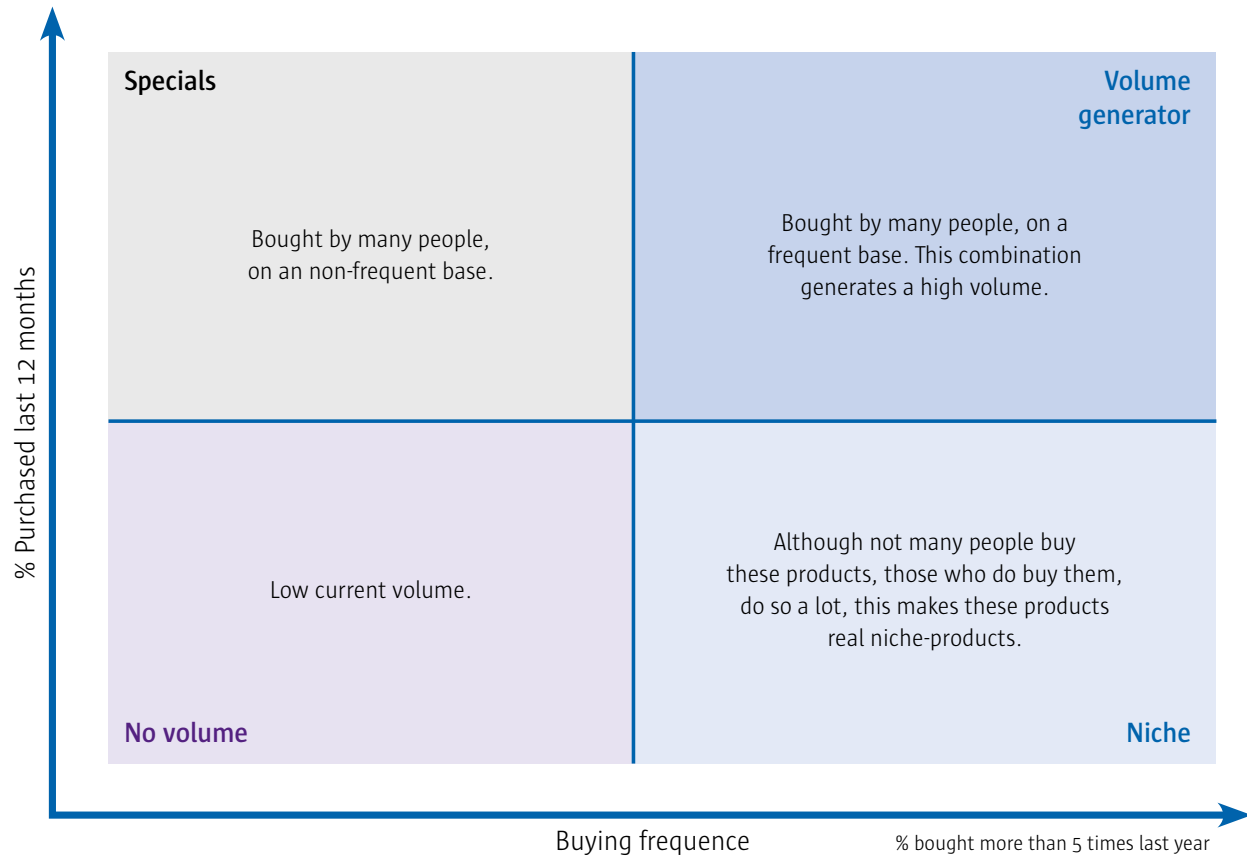 Specials
Bought by many people,
on an non-frequent base.
Volume
generator
Bought by many people, on a
frequent base. This combination
generates a high volume.
% Purchased last 12 months
Low current volume.
No volume
Although not many people buy
these products, those who do buy them,
do so a lot, this makes these products
real niche-products.
Niche
Buying frequence
% bought more than 5 times last year